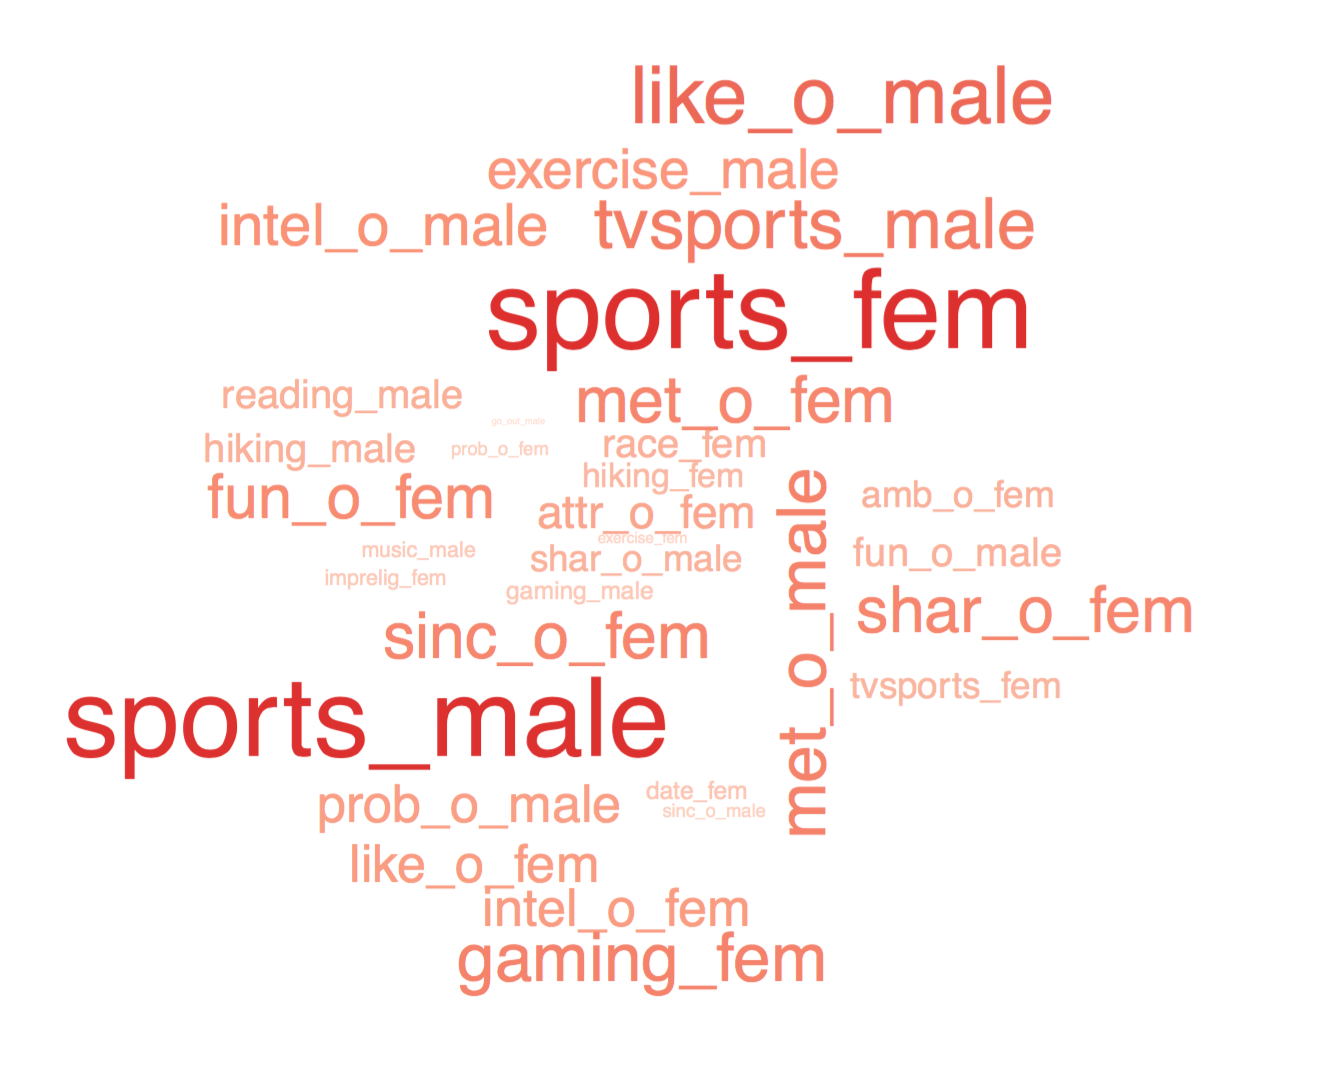 like_o_male
exercise_male
intel_o_male tvsports_male
sports_fem
reading_male met_o_fem
go_out_male
hiking_male prob_o_fem race_fem
hiking_fem
fun_o_fem attr_o_fem met_o_male amb_o_fem
exercise_fem
music_male shar_o_male fun_o_male
imprelig_fem gaming_male
shar_o_fem
sinc_o_fem
tvsports_fem
sports_male
prob_o_male date_fem
sinc_o_male
like_o_fem
intel_o_fem
gaming_fem